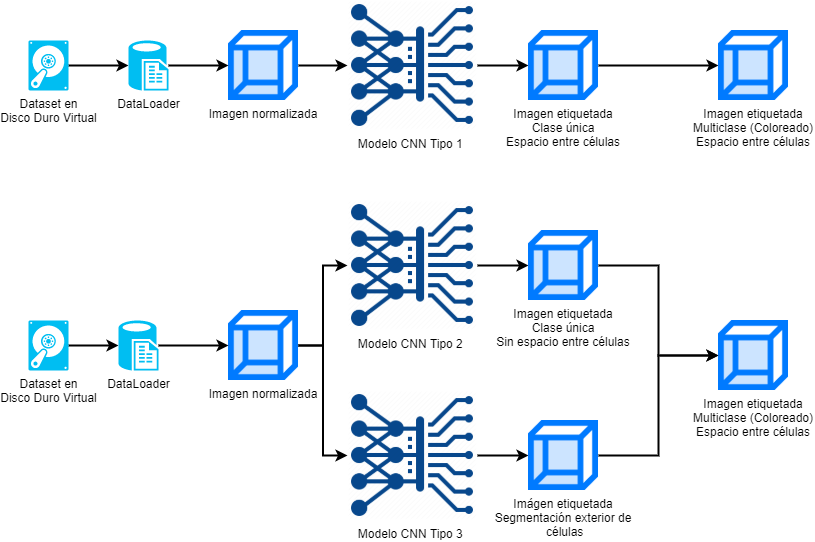 Dataset en
Disco Duro Virtual
DataLoader
Imagen normalizada
Modelo CNN Tipo 1
Imagen etiquetada
Clase única
Espacio entre células
Imagen etiquetada
Multiclase (Coloreado)
Espacio entre células
Dataset en
Disco Duro Virtual
DataLoader
Imagen normalizada
Modelo CNN Tipo 2
Imagen etiquetada
Clase única
Sin espacio entre células
Modelo CNN Tipo 3
Imágen etiquetada
Segmentación exterior de
células
Imagen etiquetada
Multiclase (Coloreado)
Espacio entre células